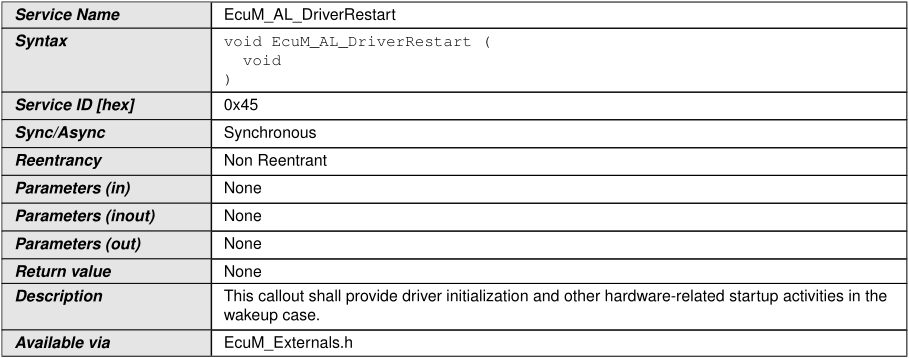 Service Name EcuM_AL_DriverRestart
Syntax void EcuM_AL_DriverRestart (
void
)
Service ID [hex] 0x45
Sync/Async Synchronous
Reentrancy Non Reentrant
Parameters (in) None
Parameters (inout) None
Parameters (out) None
Return value None
Description This callout shall provide driver initialization and other hardware-related startup activities in the
wakeup case.
Available via EcuM_Externals.h